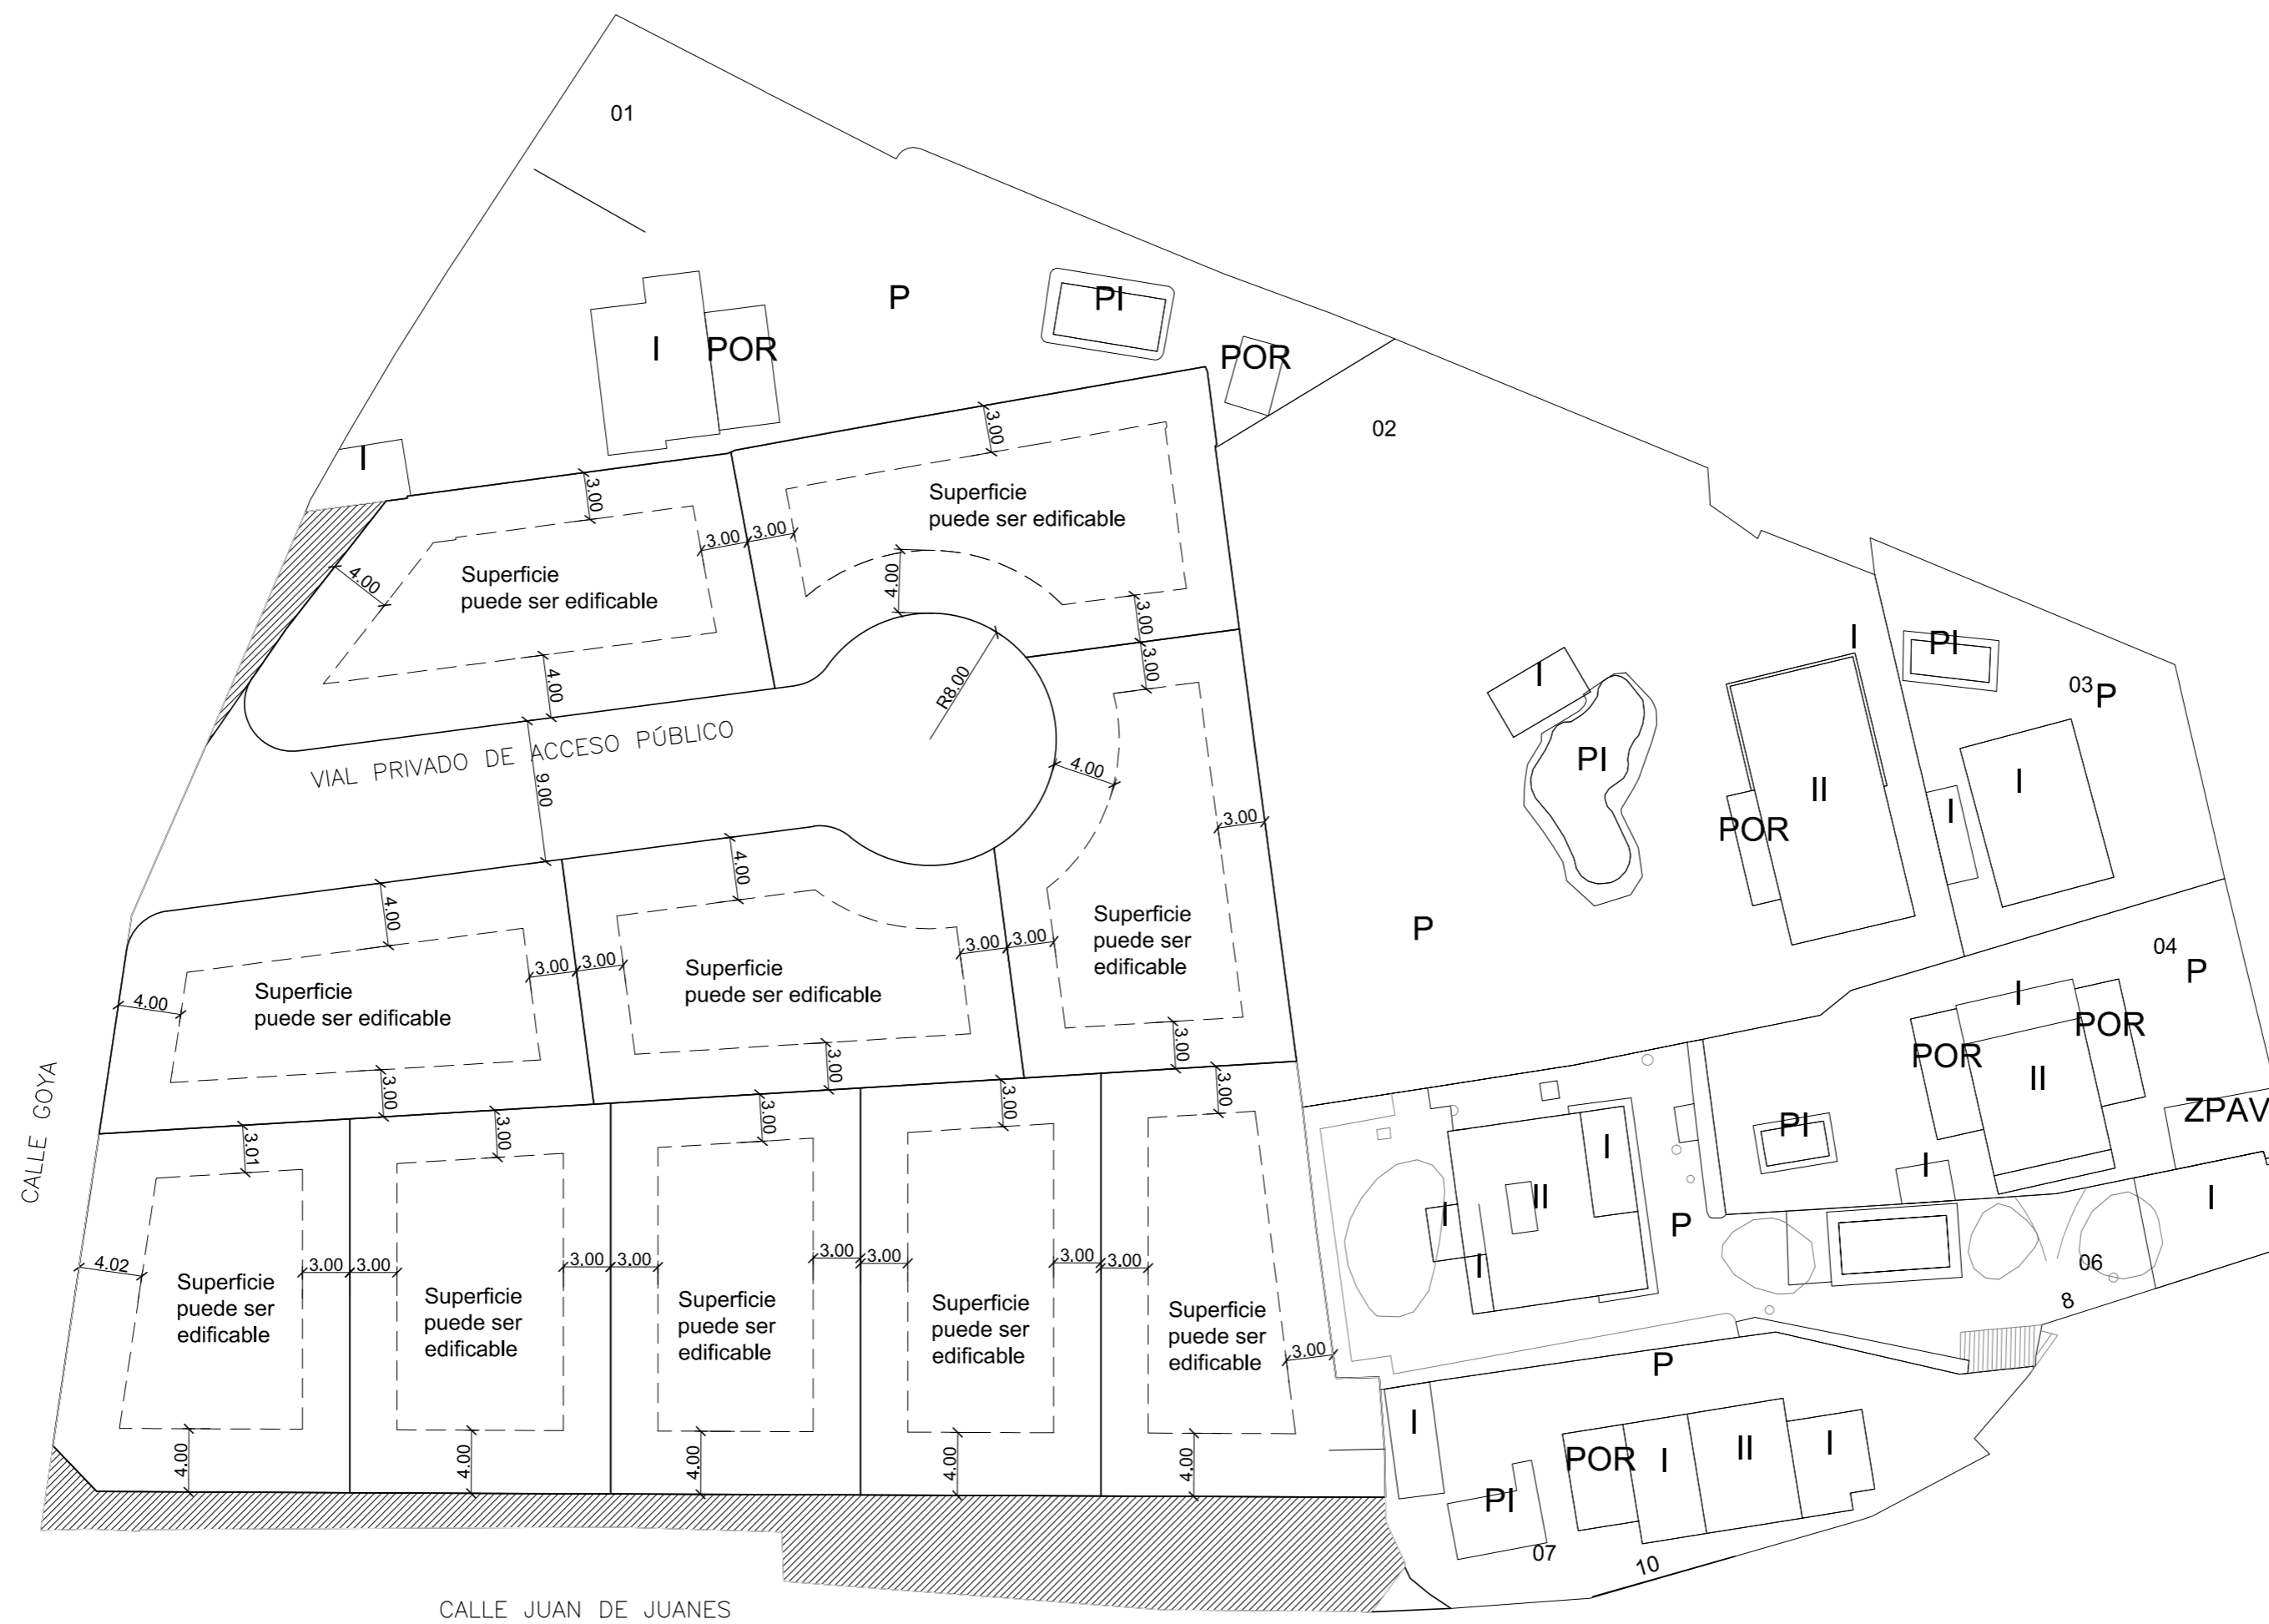 01
P
PI
I
POR
POR
02
I
3.00
3.00
Superficie
puede ser edificable
3.00
3.00
Superficie
puede ser edificable
4.00
4.00
3.00
3.00
4.00
R8.00
VIAL PRIVADO DE ACCESO PÚBLICO
9.00
4.00
3.00
I
PI
I
PI
03
P
I
II
I
POR
4.00
4.00
Superficie
puede ser
edificable
P
3.00
3.00
3.00
3.00
Superficie
puede ser edificable
Superficie
puede ser edificable
4.00
04
P
I
POR
POR
II
ZPAV
3.00
3.00
3.00
CALLE GOYA
3.01
3.00
3.00
3.00
3.00
PI
I
I
II
I
I
P
I
06
8
4.02
3.00
3.00
3.00
3.00
3.00
3.00
3.00
3.00
Superficie
puede ser
edificable
Superficie
puede ser
edificable
Superficie
puede ser
edificable
Superficie
puede ser
edificable
Superficie
puede ser
edificable
3.00
P
4.00
4.00
4.00
4.00
4.00
I
POR
I
II
I
PI
07
10
CALLE JUAN DE JUANES